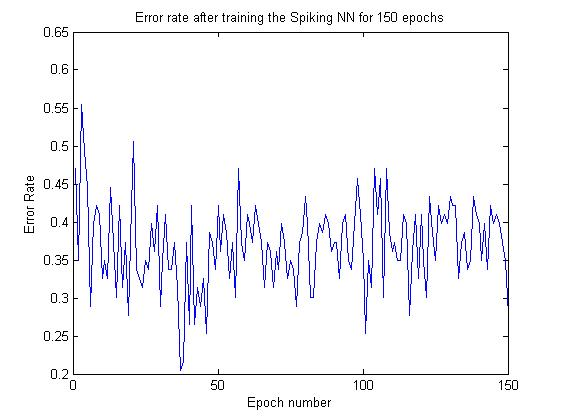 Error rate after training the Spiking NN for 150 epochs
0.65
0.6
0.55
0.5
0.45
0.4
0.35
0.3
0.25
0.2
Error Rate
0 50 100 150
Epoch number